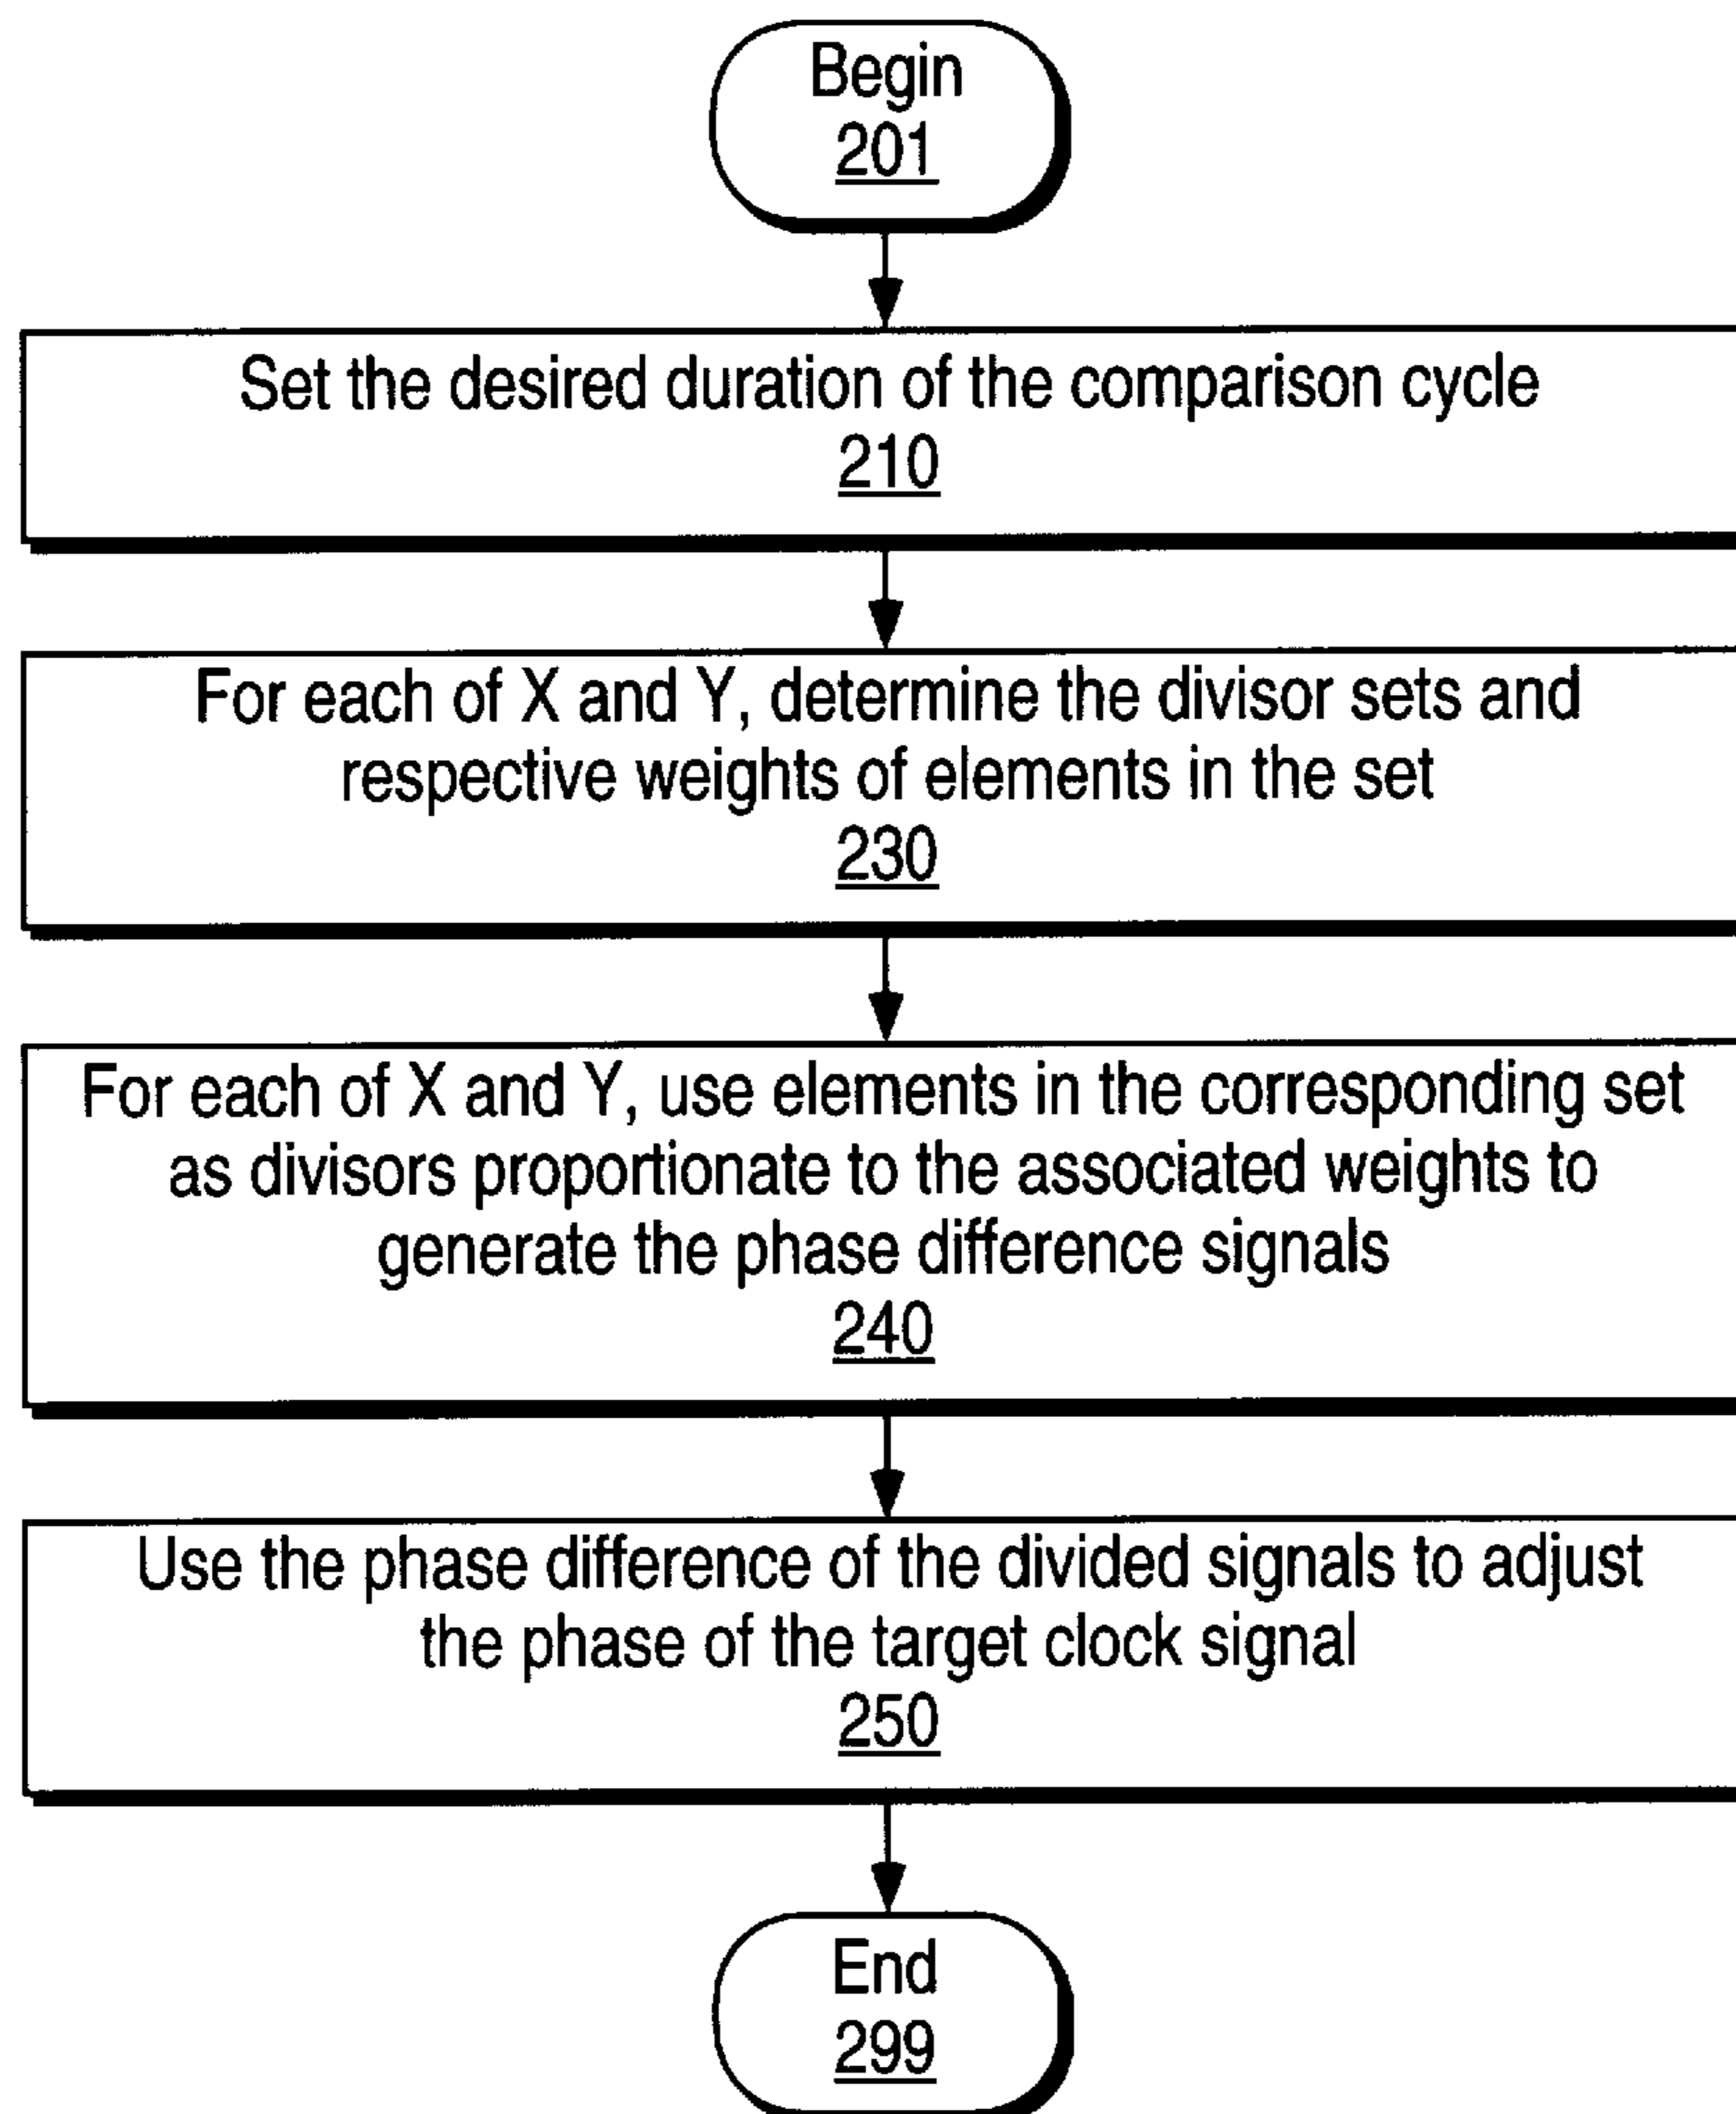 Begin
201
Set the desired duration of the comparison cycle
210
For each of X and Y, determine the divisor sets and
respective weights of elements in the set
230
For each of X and Y, use elements in the corresponding set
as divisors proportionate to the associated weights to
generate the phase difference signals
240
Use the phase difference of the divided signals to adjust
the phase of the target clock signal
250
End
299